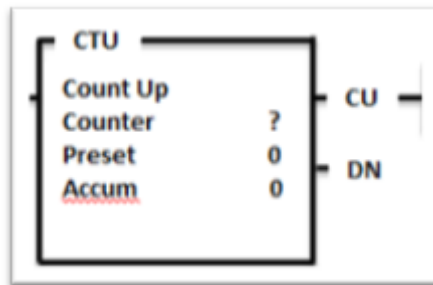 CTU
Count Up
Counter ?
Preset 0
Accum 0
CU
DN